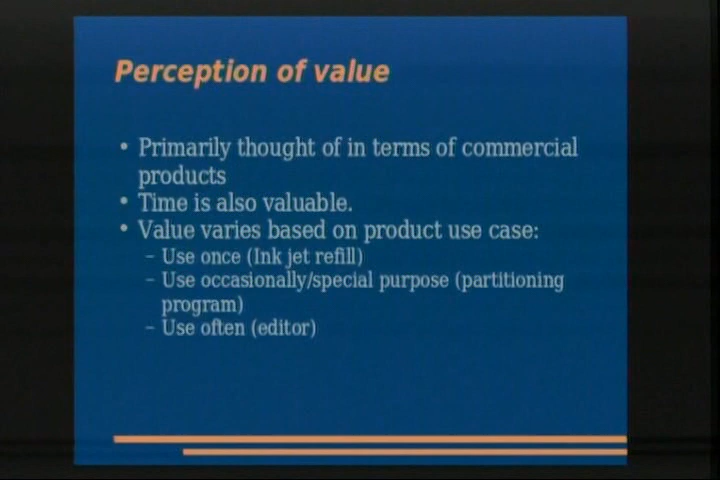 Perception of value
• Primarily thought of in terms of commercial
products
• Time is also valuable.
• Value varies based on product use case:
– Use once (Ink jet refill)
– Use occasionally/special purpose (partitioning
program)
– Use often (editor)